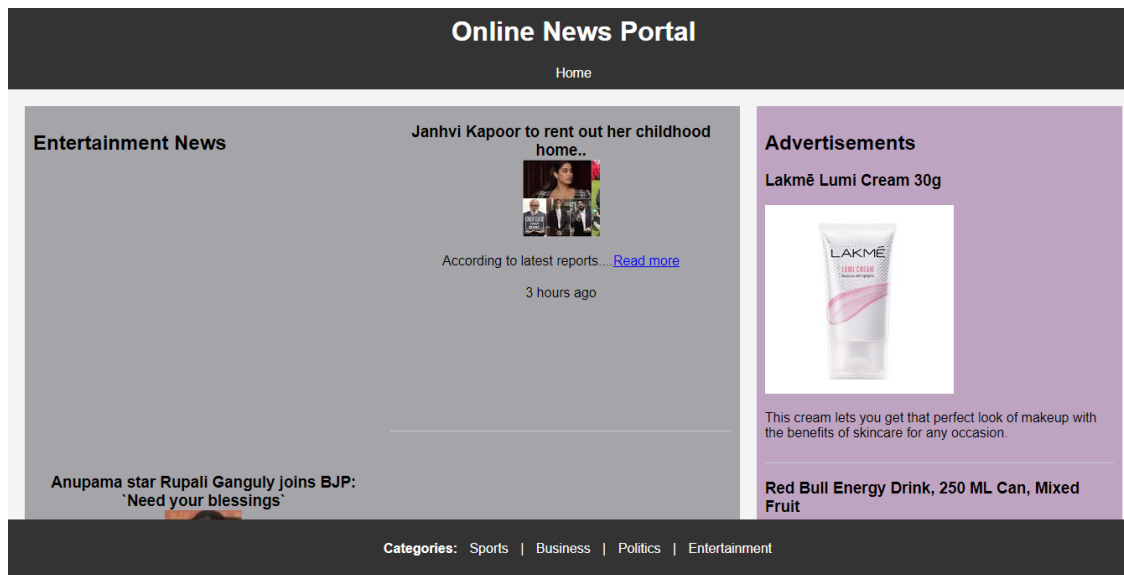 Online News Portal
Home
Entertainment News
Janhvi Kapoor to rent out her childhood
home..
According to latest reports....Read more
3 hours ago
Anupama star Rupali Ganguly joins BJP:
`Need your blessings`
Advertisements
Lakmē Lumi Cream 30g
LAKMĒ
LUMI CREAM
This cream lets you get that perfect look of makeup with
the benefits of skincare for any occasion.
Red Bull Energy Drink, 250 ML Can, Mixed
Fruit
Categories: Sports | Business | Politics | Entertainment